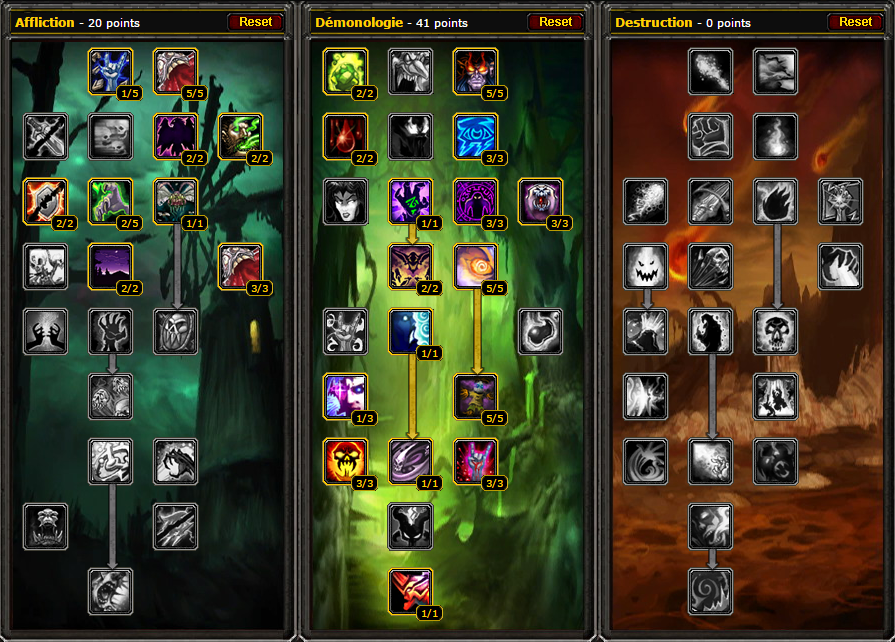 Affliction - 20 points Reset
Démonologie - 41 points Reset
Destruction - 0 points Reset
1/5 5/5
2/2 5/5
2/2 2/2
2/2 3/3
2/2 2/5 1/1
1/1 3/3 3/3
2/2 3/3
2/2 5/5
1/1
1/3 5/5
3/3 1/1 3/3
1/1